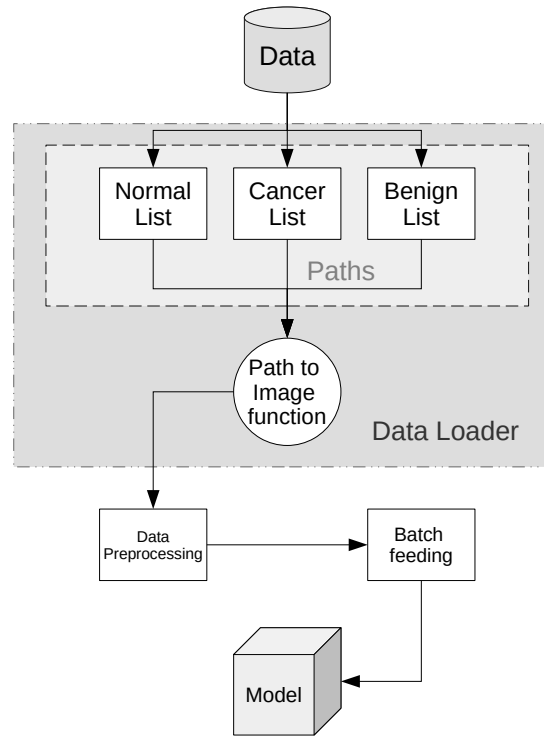 Data
Normal
List
Cancer
List
Benign
List
Paths
Path to
Image
function
Data Loader
Data
Preprocessing
Batch
feeding
Model